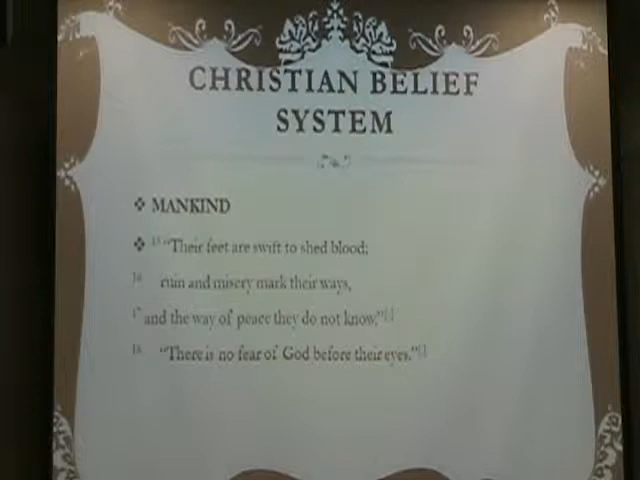 CHRISTIAN BELIEF
SYSTEM
❖ MANKIND
❖ 15 “Their feet are swift to shed blood;
16 ruin and misery mark their ways,
17 and the way of peace they do not know.”
18 “There is no fear of God before their eyes.”